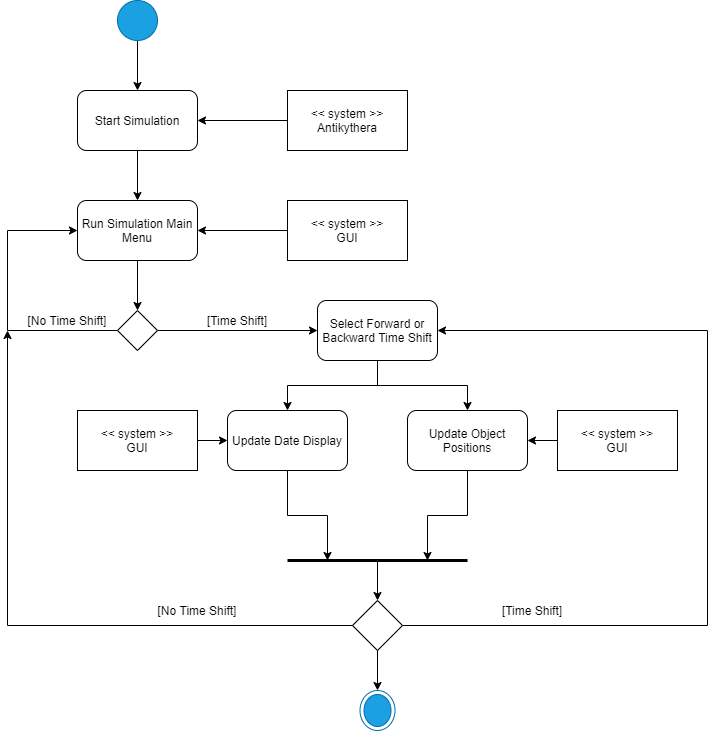 Start Simulation
<< system >>
Antikythera
Run Simulation Main
Menu
<< system >>
GUI
[No Time Shift]
[Time Shift]
Select Forward or
Backward Time Shift
<< system >>
GUI
Update Date Display
Update Object
Positions
<< system >>
GUI
[No Time Shift]
[Time Shift]